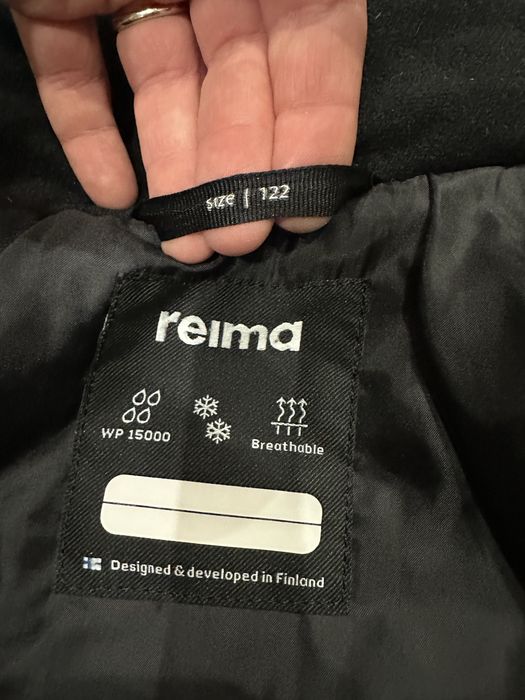 size | 122
reima
WP 15000
Breathable
Designed & developed in Finland